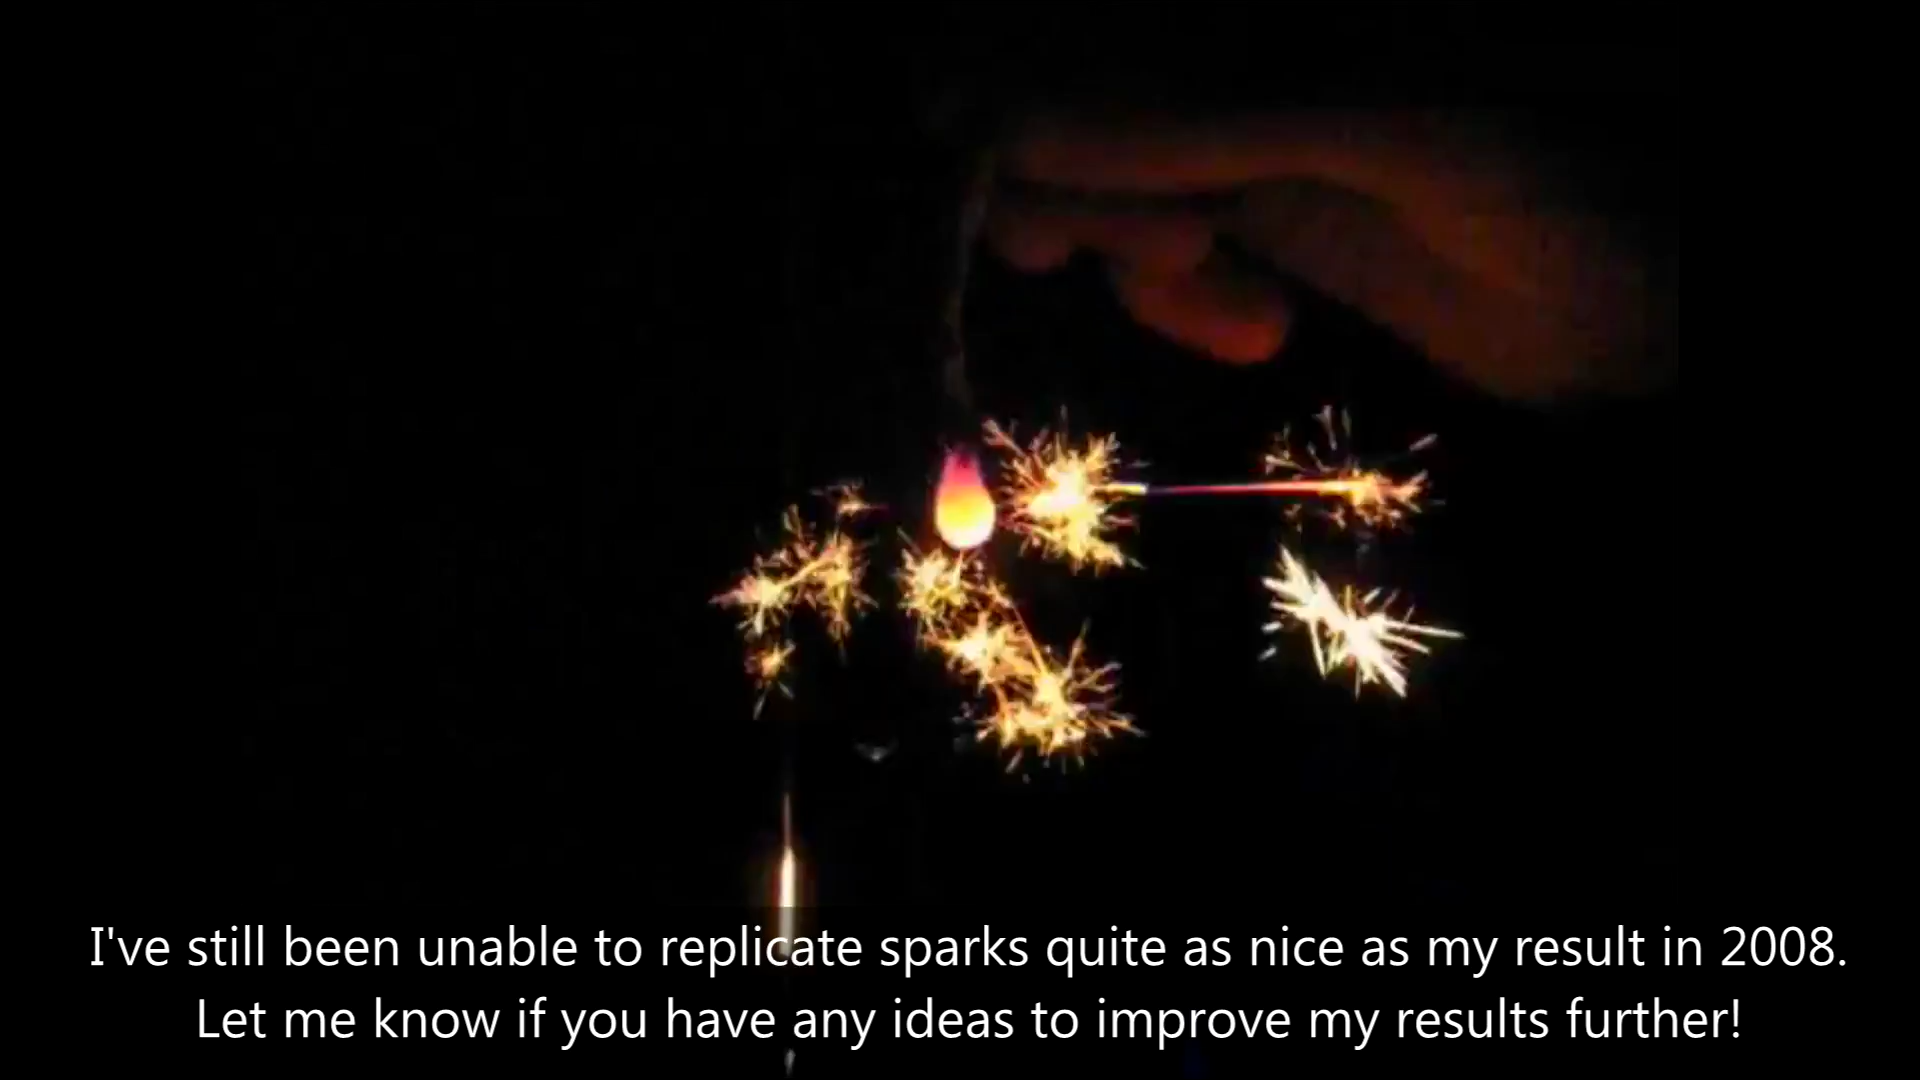 I've still been unable to replicate sparks quite as nice as my result in 2008.
Let me know if you have any ideas to improve my results further!